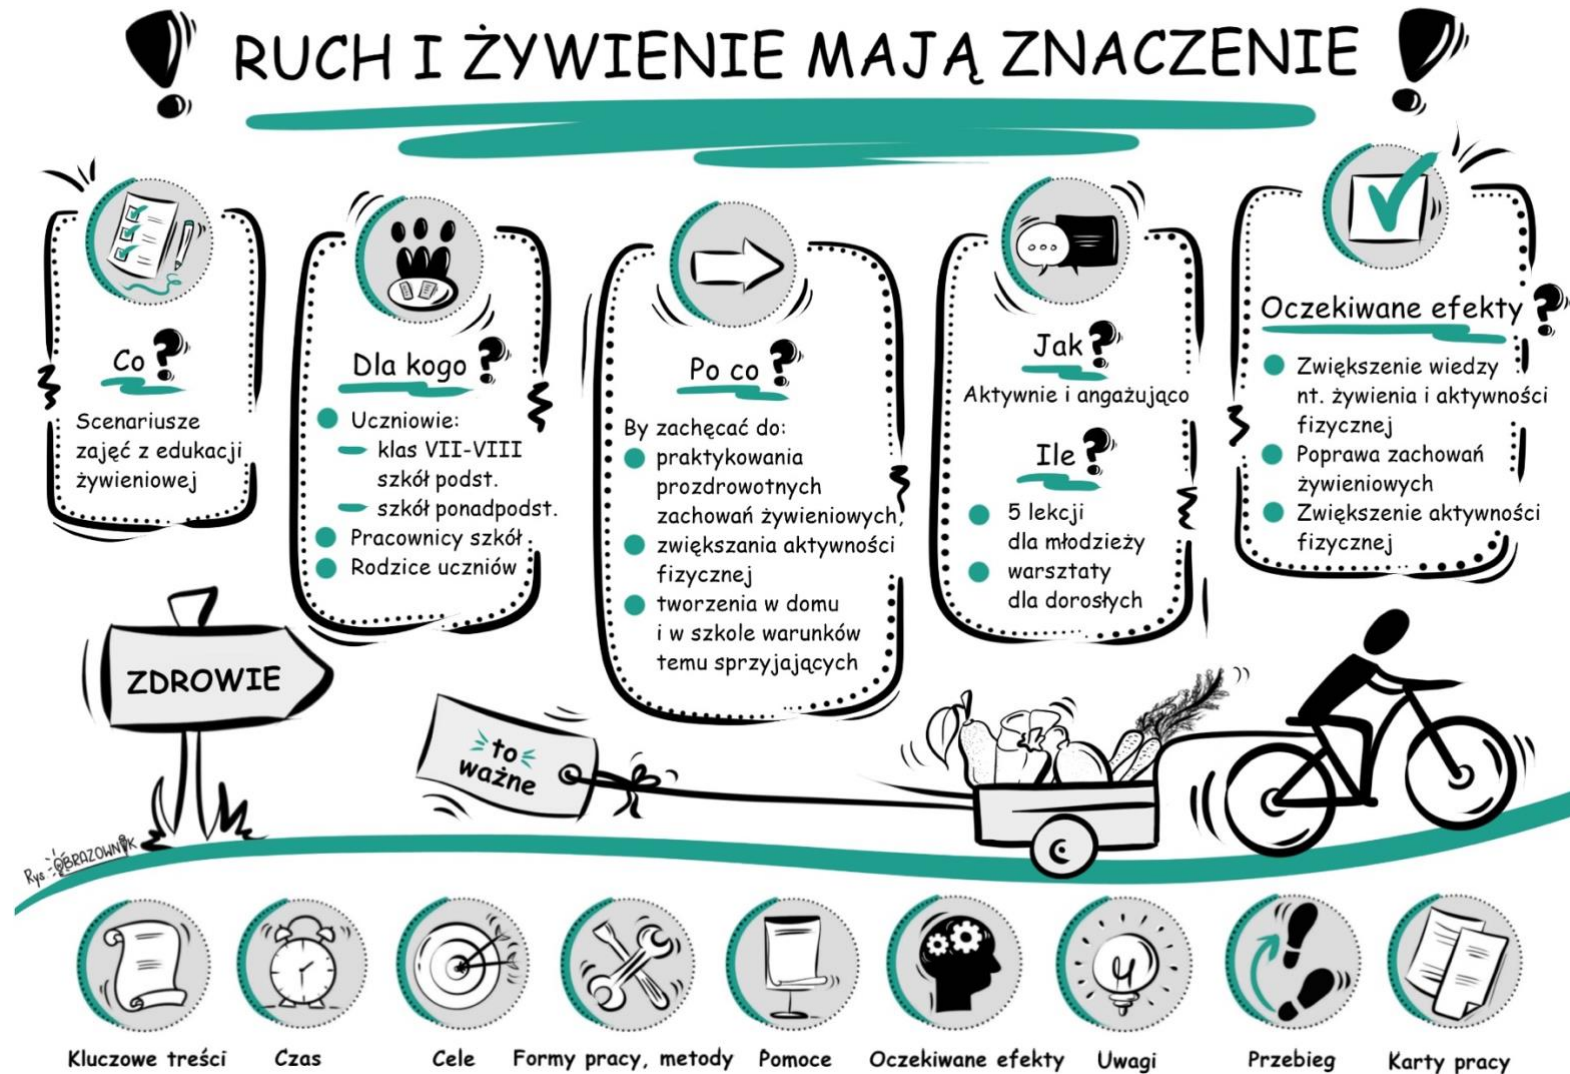 RUCH I ŻYWIENIE MAJĄ ZNACZENIE
Co?
Scenariusze
zajęć z edukacji
żywieniowej
Dla kogo?
Uczniowie:
klas VII-VIII
szkół podst.
szkół ponadpodst.
Pracownicy szkół
Rodzice uczniów
Po co?
By zachęcać do:
praktykowania
prozdrowotnych
zachowań żywieniowych,
zwiększania aktywności
fizycznej
tworzenia w domu
i w szkole warunków
temu sprzyjających
Jak?
Aktywnie i angażująco
Ile?
5 lekcji
dla młodzieży
warsztaty
dla dorosłych
Oczekiwane efekty?
Zwiększenie wiedzy
nt. żywienia i aktywności
fizycznej
Poprawa zachowań
żywieniowych
Zwiększenie aktywności
fizycznej
ZDROWIE
to
ważne
Rys. OBRAZOWNIK
Kluczowe treści
Czas
Cele
Formy pracy, metody
Pomoce
Oczekiwane efekty
Uwagi
Przebieg
Karty pracy